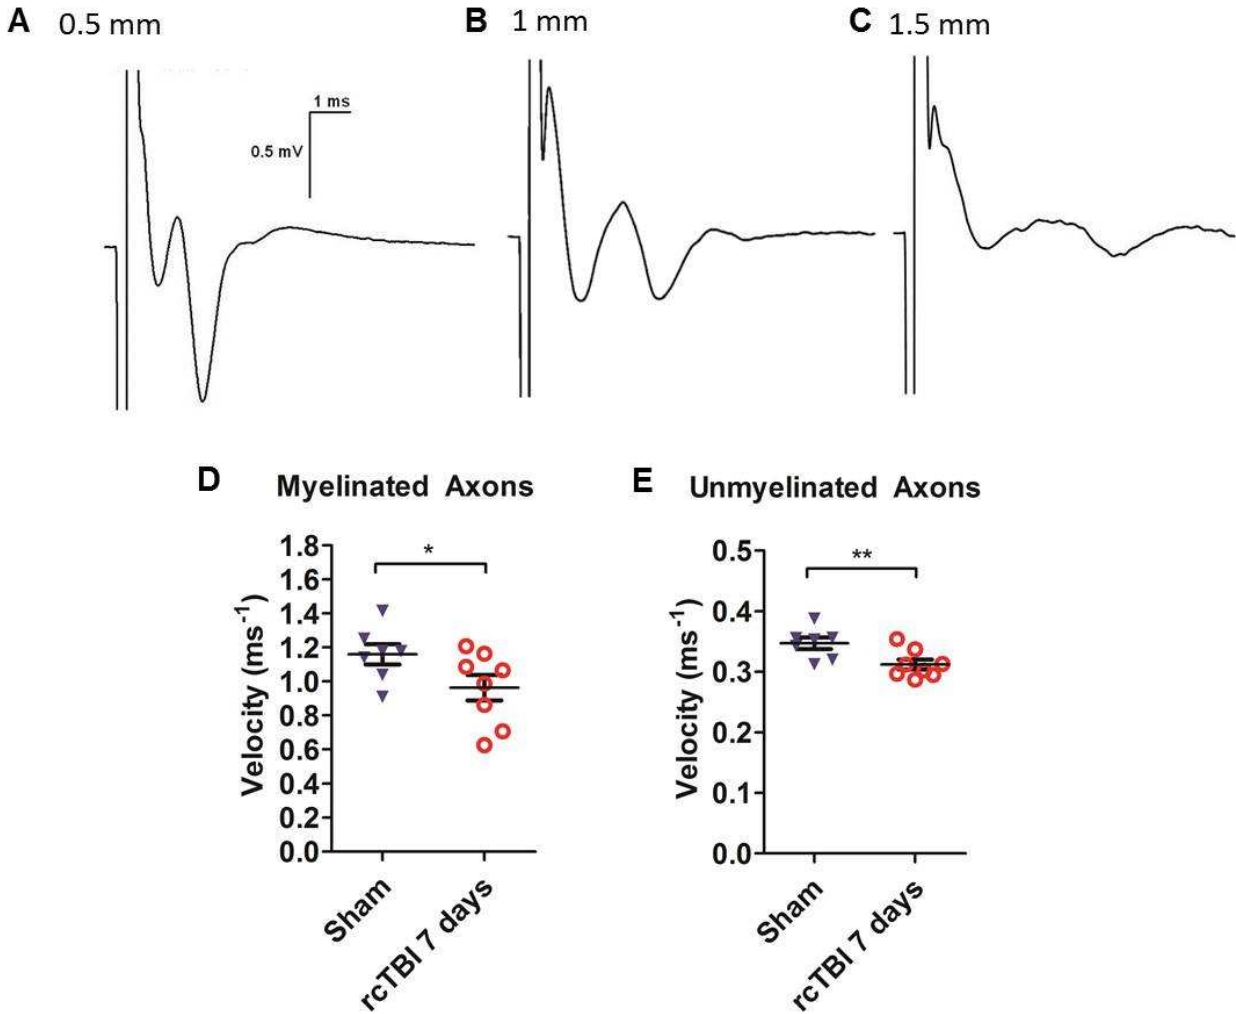 A 0.5 mm
B 1 mm
C 1.5 mm
1 ms
0.5 mV
D Myelinated Axons
1.8
1.6
1.4
1.2
1.0
0.8
0.6
0.4
0.2
0.0
Velocity (ms⁻¹)
*
Sham
rcTBI 7 days
E Unmyelinated Axons
0.5
0.4
0.3
0.2
0.1
0.0
Velocity (ms⁻¹)
**
Sham
rcTBI 7 days